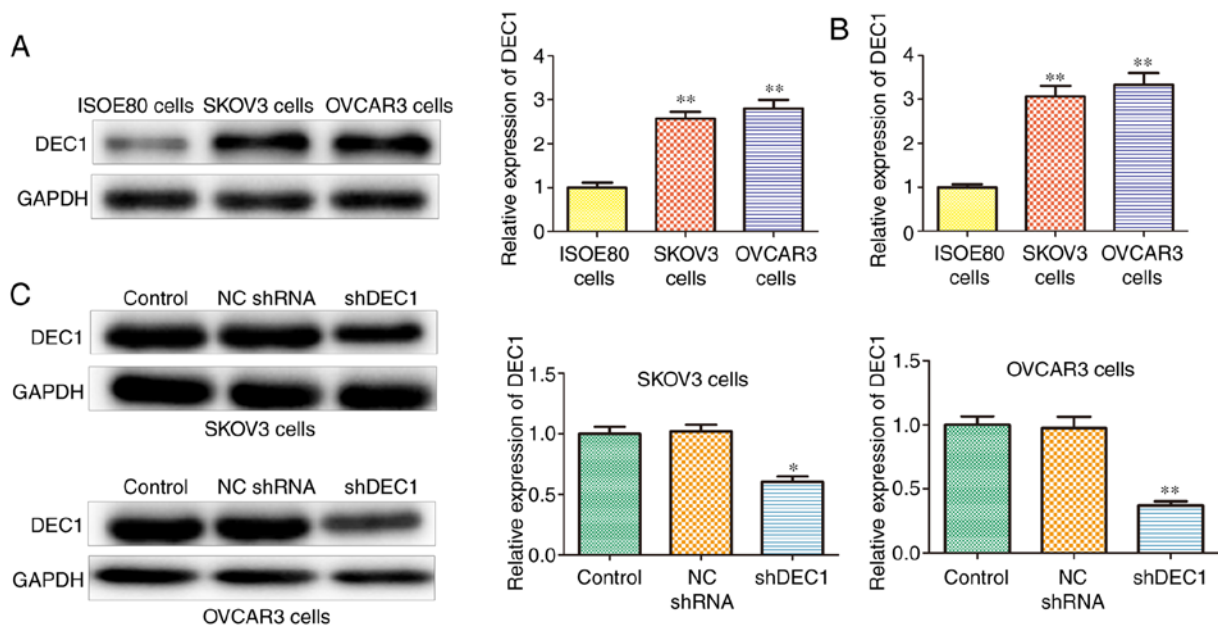 A
ISOE80 cells SKOV3 cells OVCAR3 cells
DEC1
GAPDH
Relative expression of DEC1
4
3
2
1
0
** **
ISOE80 cells
SKOV3 cells
OVCAR3 cells
B
Relative expression of DEC1
4
3
2
1
0
** **
ISOE80 cells
SKOV3 cells
OVCAR3 cells
C
Control NC shRNA shDEC1
DEC1
GAPDH
SKOV3 cells
Control NC shRNA shDEC1
DEC1
GAPDH
OVCAR3 cells
Relative expression of DEC1
1.5
1.0
0.5
0.0
SKOV3 cells
*
Control NC shDEC1
shRNA
Relative expression of DEC1
1.5
1.0
0.5
0.0
OVCAR3 cells
**
Control NC shDEC1
shRNA